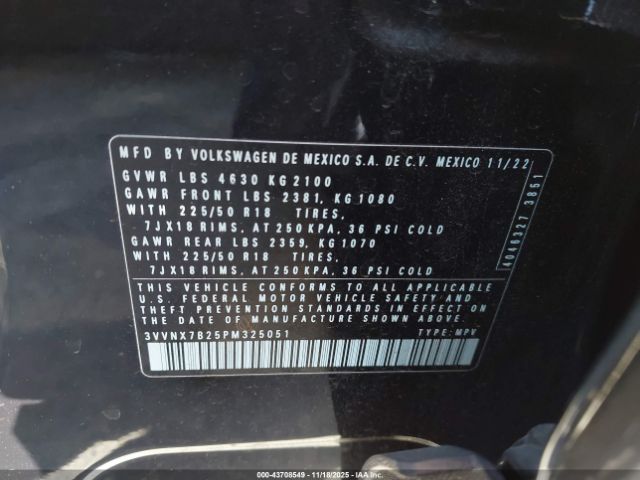 MFD BY VOLKSWAGEN DE MEXICO S.A. DE C.V. MEXICO 11/22
GVWR LBS 4630 KG 2100
GAWR FRONT LBS 2381, KG 1080
WITH 225/50 R18 TIRES,
7JX18 RIMS, AT 250 KPA, 36 PSI COLD
GAWR REAR LBS 2359, KG 1070
WITH 225/50 R18 TIRES,
7JX18 RIMS, AT 250 KPA, 36 PSI COLD
THIS VEHICLE CONFORMS TO ALL APPLICABLE
U.S. FEDERAL MOTOR VEHICLE SAFETY AND
THEFT PREVENTION STANDARDS IN EFFECT ON THE
DATE OF MANUFACTURE SHOWN ABOVE.
3VVNX7B25PM325051 TYPE: MPV
4046327 3861
000-43708549 - 11/18/2025 - IAA Holdings, LLC.